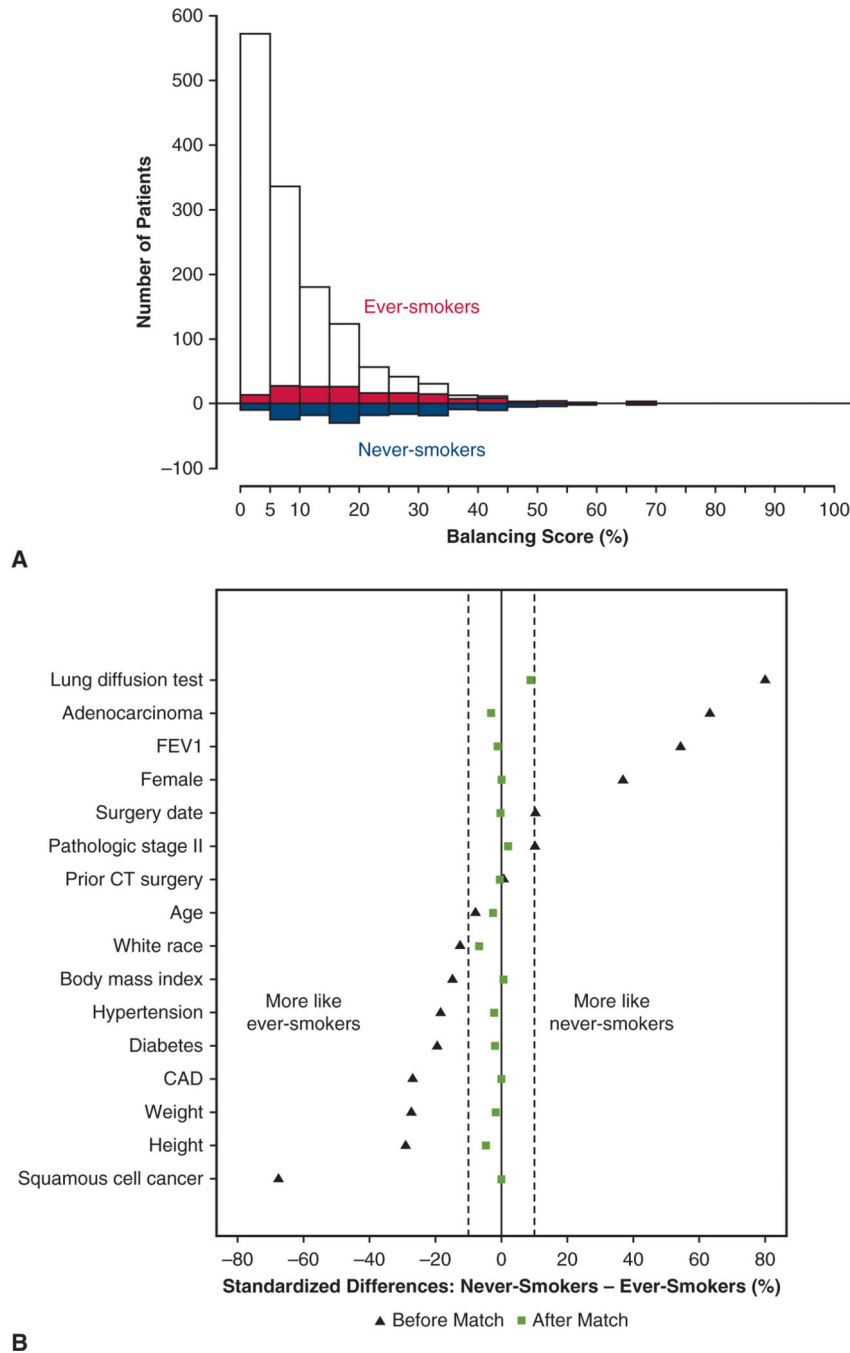 600
500
400
300
200
100
0
−100
Number of Patients
Ever-smokers
Never-smokers
0 5 10 20 30 40 50 60 70 80 90 100
Balancing Score (%)
A
Lung diffusion test
Adenocarcinoma
FEV1
Female
Surgery date
Pathologic stage II
Prior CT surgery
Age
White race
Body mass index
Hypertension
Diabetes
CAD
Weight
Height
Squamous cell cancer
More like
ever-smokers
More like
never-smokers
−80 −60 −40 −20 0 20 40 60 80
Standardized Differences: Never-Smokers – Ever-Smokers (%)
Before Match After Match
B